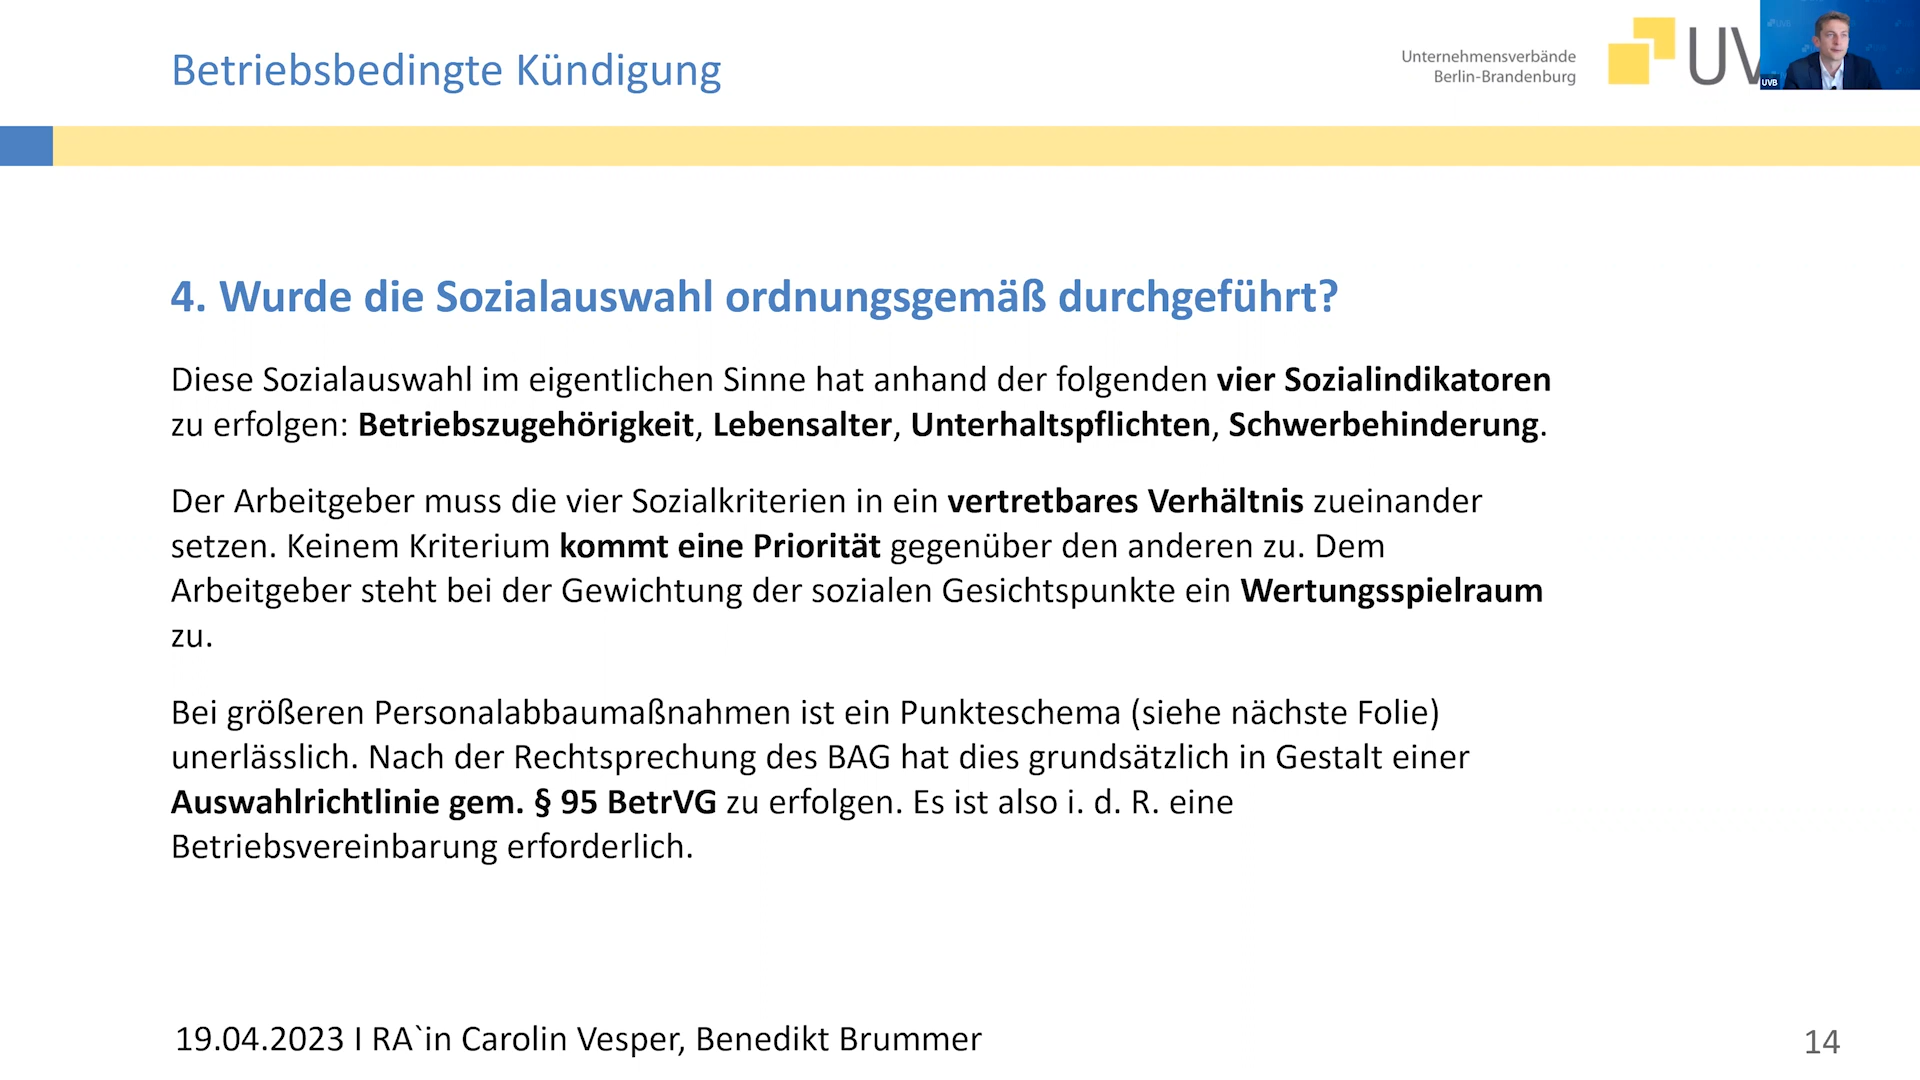 Betriebsbedingte Kündigung
Unternehmensverbände
Berlin-Brandenburg
UV
UVB
4. Wurde die Sozialauswahl ordnungsgemäß durchgeführt?
Diese Sozialauswahl im eigentlichen Sinne hat anhand der folgenden vier Sozialindikatoren
zu erfolgen: Betriebszugehörigkeit, Lebensalter, Unterhaltspflichten, Schwerbehinderung.
Der Arbeitgeber muss die vier Sozialkriterien in ein vertretbares Verhältnis zueinander
setzen. Keinem Kriterium kommt eine Priorität gegenüber den anderen zu. Dem
Arbeitgeber steht bei der Gewichtung der sozialen Gesichtspunkte ein Wertungsspielraum
zu.
Bei größeren Personalabbaumaßnahmen ist ein Punkteschema (siehe nächste Folie)
unerlässlich. Nach der Rechtsprechung des BAG hat dies grundsätzlich in Gestalt einer
Auswahlrichtlinie gem. § 95 BetrVG zu erfolgen. Es ist also i. d. R. eine
Betriebsvereinbarung erforderlich.
19.04.2023 I RA`in Carolin Vesper, Benedikt Brummer
14